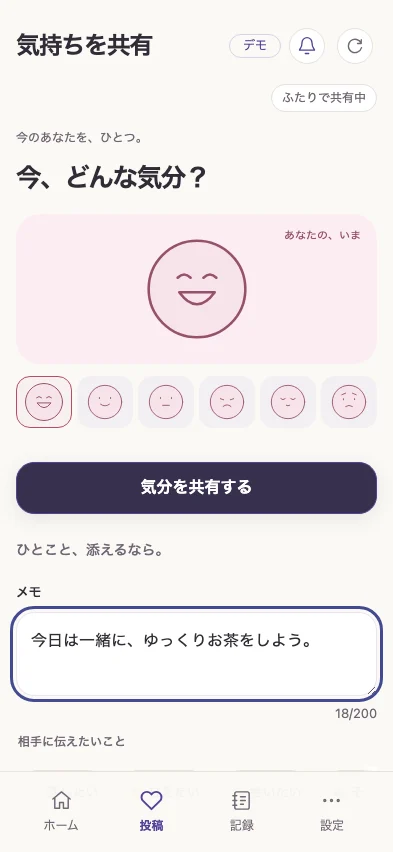 気持ちを共有
デモ
ふたりで共有中
今のあなたを、ひとつ。
今、どんな気分？
あなたの、いま
気分を共有する
ひとこと、添えるなら。
メモ
今日は一緒に、ゆっくりお茶をしよう。
18/200
相手に伝えたいこと
ホーム
投稿
記録
設定